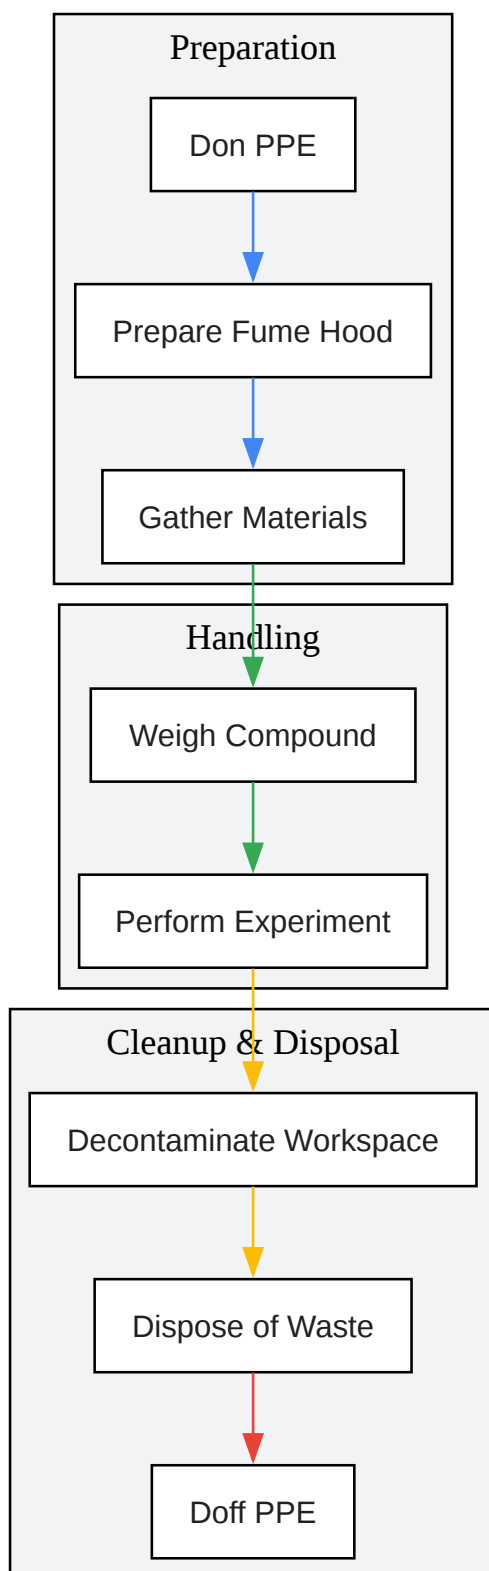 Preparation
Don PPE
Prepare Fume Hood
Gather Materials
Handling
Weigh Compound
Perform Experiment
Cleanup & Disposal
Decontaminate Workspace
Dispose of Waste
Doff PPE